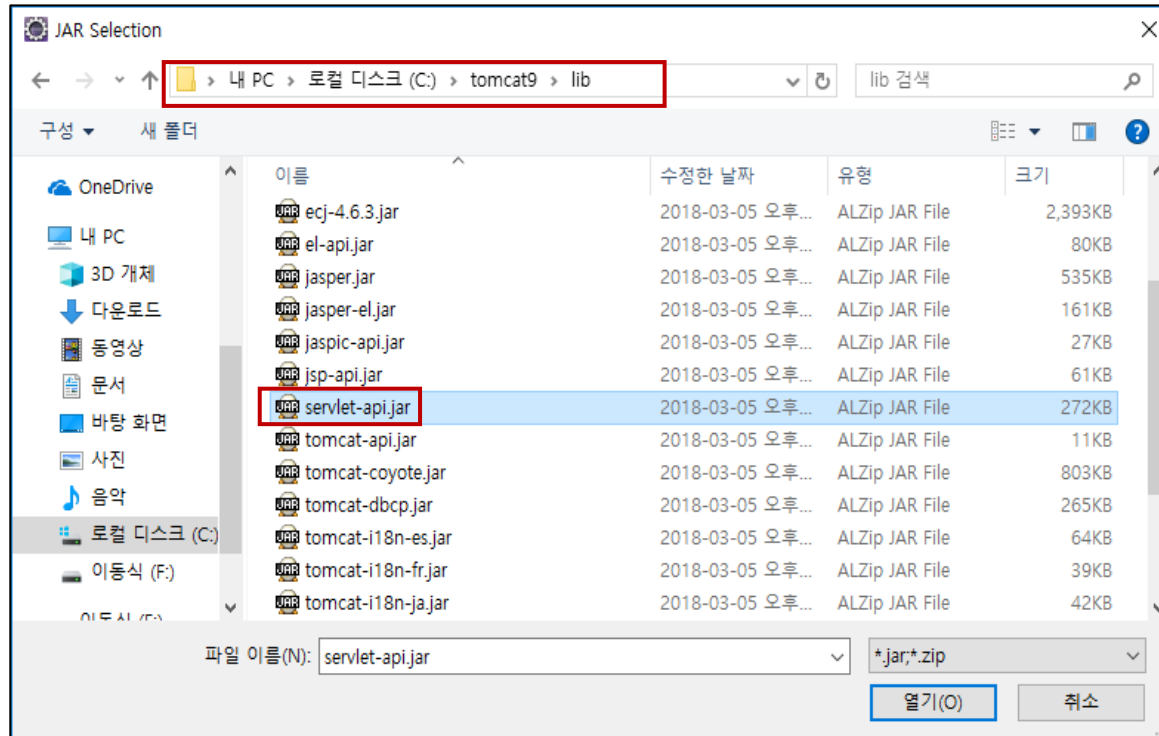 JAR Selection
내 PC > 로컬 디스크 (C:) > tomcat9 > lib
lib 검색
구성
새 폴더
이름 수정한 날짜 유형 크기
OneDrive
내 PC
3D 개체
다운로드
동영상
문서
바탕 화면
사진
음악
로컬 디스크 (C:)
이동식 (F:)
ecj-4.6.3.jar 2018-03-05 오후... ALZip JAR File 2,393KB
el-api.jar 2018-03-05 오후... ALZip JAR File 80KB
jasper.jar 2018-03-05 오후... ALZip JAR File 535KB
jasper-el.jar 2018-03-05 오후... ALZip JAR File 161KB
jaspic-api.jar 2018-03-05 오후... ALZip JAR File 27KB
jsp-api.jar 2018-03-05 오후... ALZip JAR File 61KB
servlet-api.jar 2018-03-05 오후... ALZip JAR File 272KB
tomcat-api.jar 2018-03-05 오후... ALZip JAR File 11KB
tomcat-coyote.jar 2018-03-05 오후... ALZip JAR File 803KB
tomcat-dbcp.jar 2018-03-05 오후... ALZip JAR File 265KB
tomcat-i18n-es.jar 2018-03-05 오후... ALZip JAR File 64KB
tomcat-i18n-fr.jar 2018-03-05 오후... ALZip JAR File 39KB
tomcat-i18n-ja.jar 2018-03-05 오후... ALZip JAR File 42KB
파일 이름(N): servlet-api.jar *.jar;*.zip
열기(O) 취소